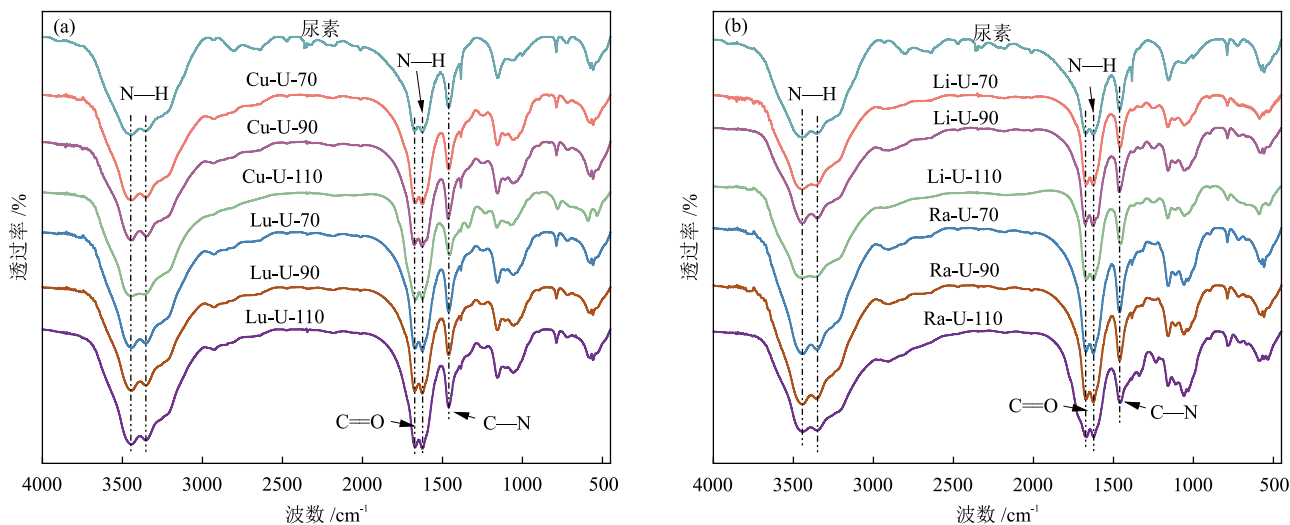 (a)
尿素
N—H
Cu-U-70
N—H
Cu-U-90
Cu-U-110
Lu-U-70
Lu-U-90
Lu-U-110
C=O
C—N
透过率 /%
4000 3500 3000 2500 2000 1500 1000 500
波数 /cm⁻¹
(b)
尿素
N—H
Li-U-70
N—H
Li-U-90
Li-U-110
Ra-U-70
Ra-U-90
Ra-U-110
C=O
C—N
透过率 /%
4000 3500 3000 2500 2000 1500 1000 500
波数 /cm⁻¹